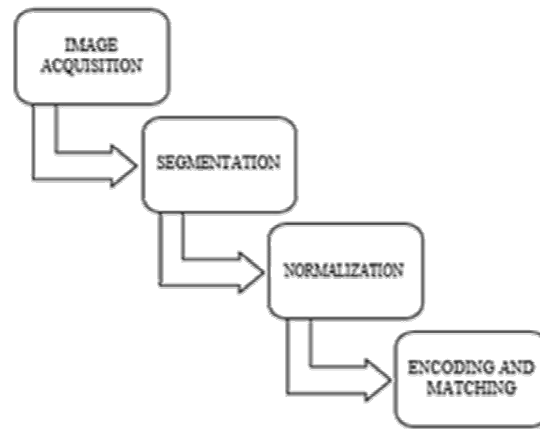 IMAGE
ACQUISITION
SEGMENTATION
NORMALIZATION
ENCODING AND
MATCHING